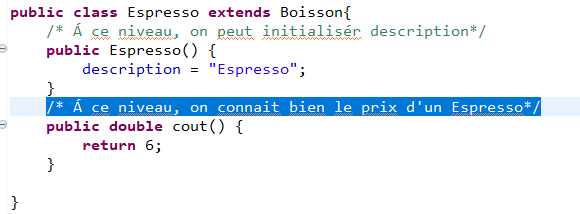 public class Espresso extends Boisson{
/* Á ce niveau, on peut initialisér description*/
public Espresso() {
description = "Espresso";
}
/* Á ce niveau, on connait bien le prix d'un Espresso*/
public double cout() {
return 6;
}
}